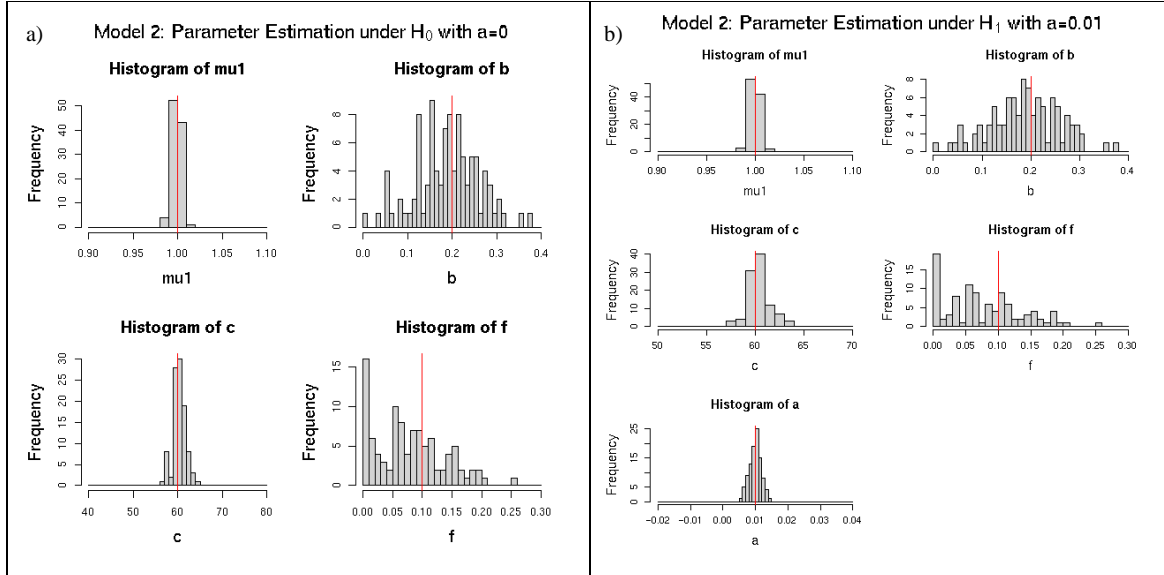 a) Model 2: Parameter Estimation under H₀ with a=0
Histogram of mu1
Frequency
0 10 20 30 40 50
0.90 0.95 1.00 1.05 1.10
mu1
Histogram of b
Frequency
0 2 4 6 8
0.0 0.1 0.2 0.3 0.4
b
Histogram of c
Frequency
0 5 10 15 20 25 30
40 50 60 70 80
c
Histogram of f
Frequency
0 5 10 15
0.00 0.05 0.10 0.15 0.20 0.25 0.30
f
b) Model 2: Parameter Estimation under H₁ with a=0.01
Histogram of mu1
Frequency
0 10 20 40
0.90 0.95 1.00 1.05 1.10
mu1
Histogram of b
Frequency
0 2 4 6 8
0.0 0.1 0.2 0.3 0.4
b
Histogram of c
Frequency
0 10 20 30 40
50 55 60 65 70
c
Histogram of f
Frequency
0 5 10 15
0.00 0.05 0.10 0.15 0.20 0.25 0.30
f
Histogram of a
Frequency
0 5 15 25
-0.02 -0.01 0.00 0.01 0.02 0.03 0.04
a